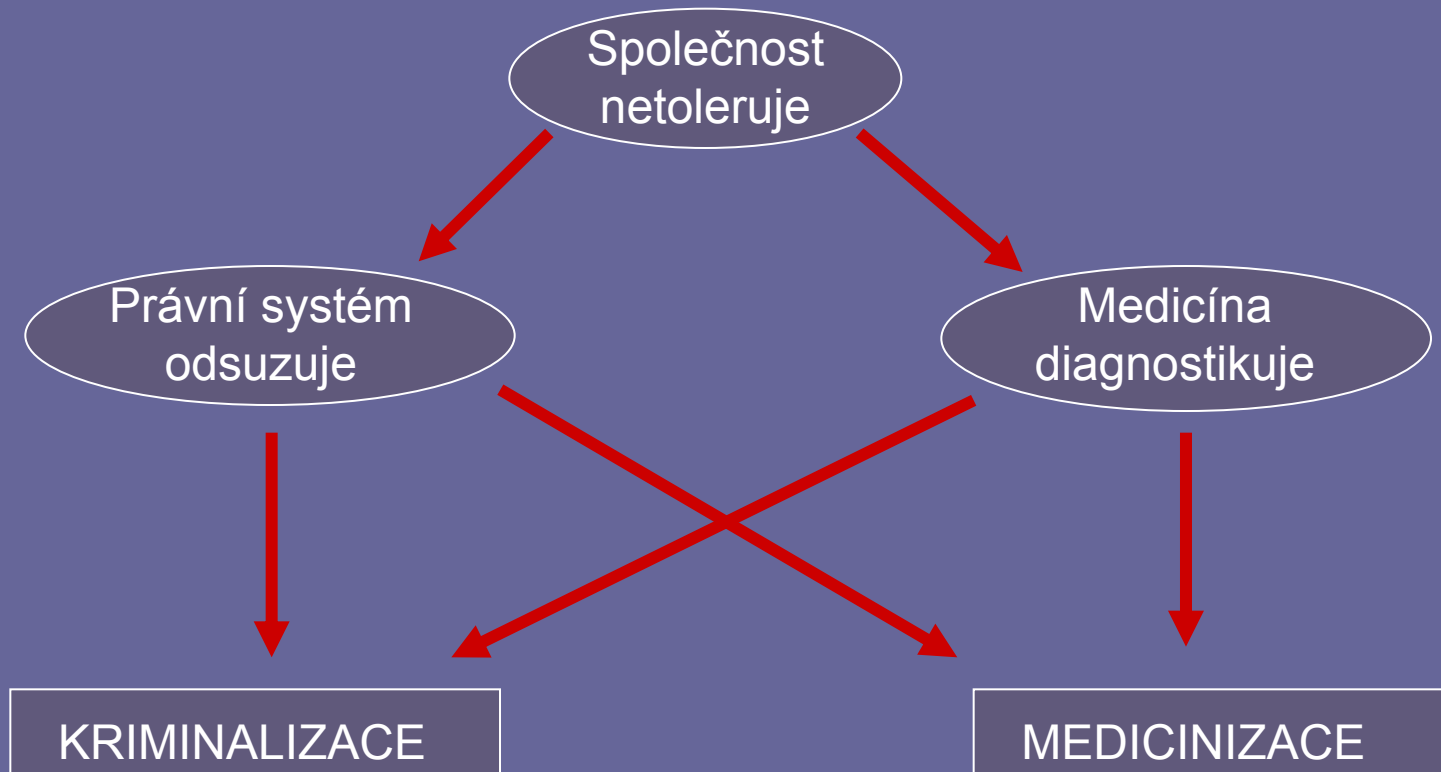 Společnost
netoleruje
Právní systém
odsuzuje
Medicína
diagnostikuje
KRIMINALIZACE
MEDICINIZACE